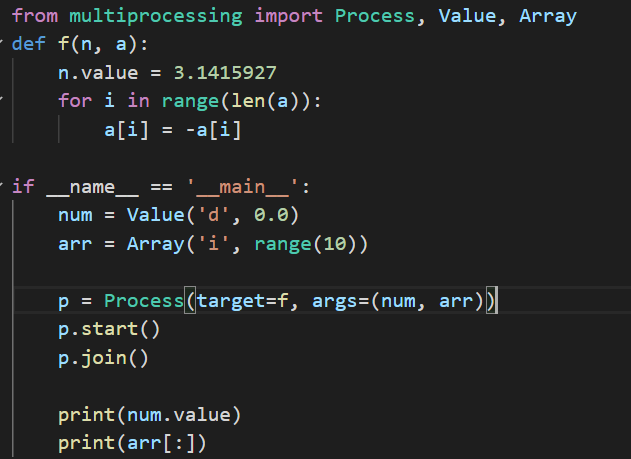 from multiprocessing import Process, Value, Array
def f(n, a):
    n.value = 3.1415927
    for i in range(len(a)):
        a[i] = -a[i]

if __name__ == '__main__':
    num = Value('d', 0.0)
    arr = Array('i', range(10))

    p = Process(target=f, args=(num, arr))
    p.start()
    p.join()

    print(num.value)
    print(arr[:])